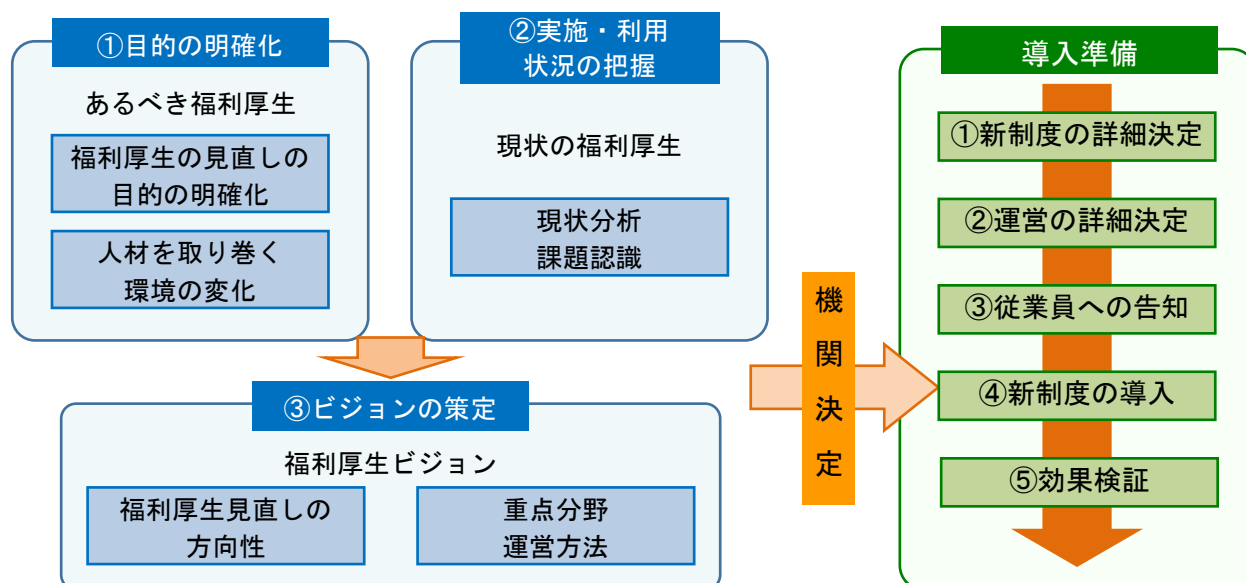 ①目的の明確化
あるべき福利厚生
福利厚生の見直しの
目的の明確化
人材を取り巻く
環境の変化
②実施・利用
状況の把握
現状の福利厚生
現状分析
課題認識
③ビジョンの策定
福利厚生ビジョン
福利厚生見直しの
方向性
重点分野
運営方法
機関決定
導入準備
①新制度の詳細決定
②運営の詳細決定
③従業員への告知
④新制度の導入
⑤効果検証